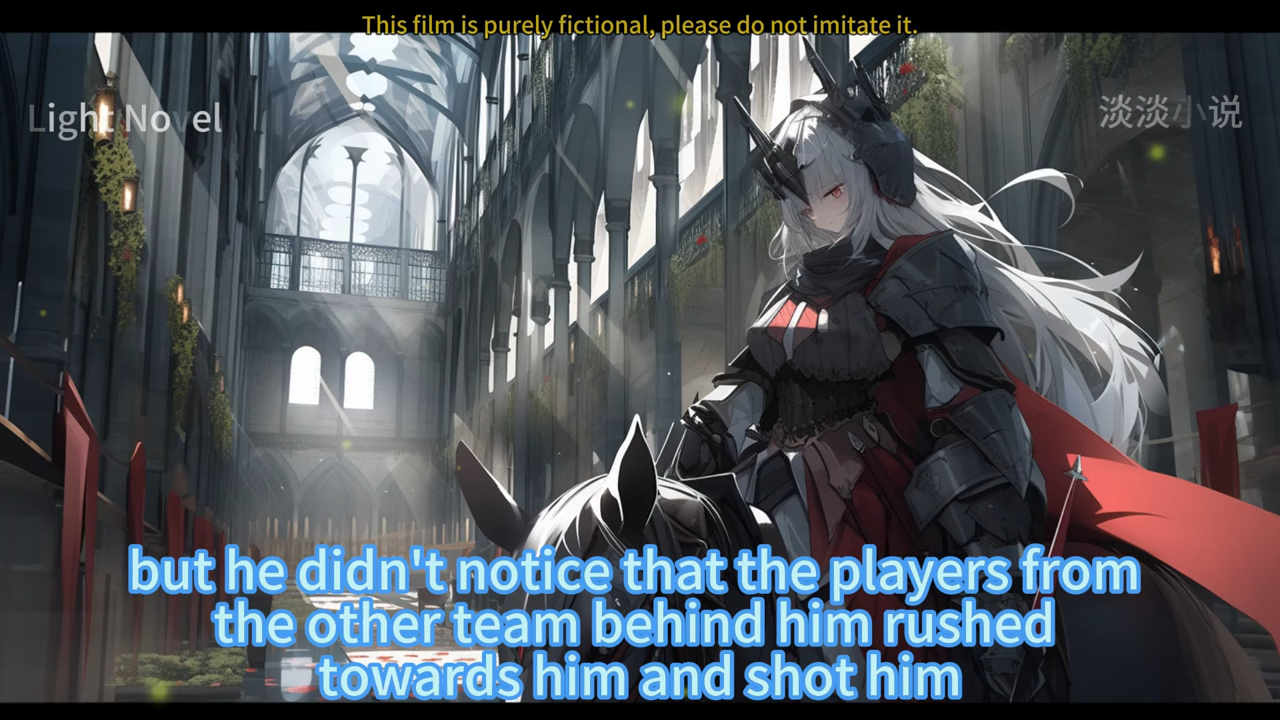 This film is purely fictional, please do not imitate it.
Light Novel
淡淡小说
but he didn't notice that the players from
the other team behind him rushed
towards him and shot him